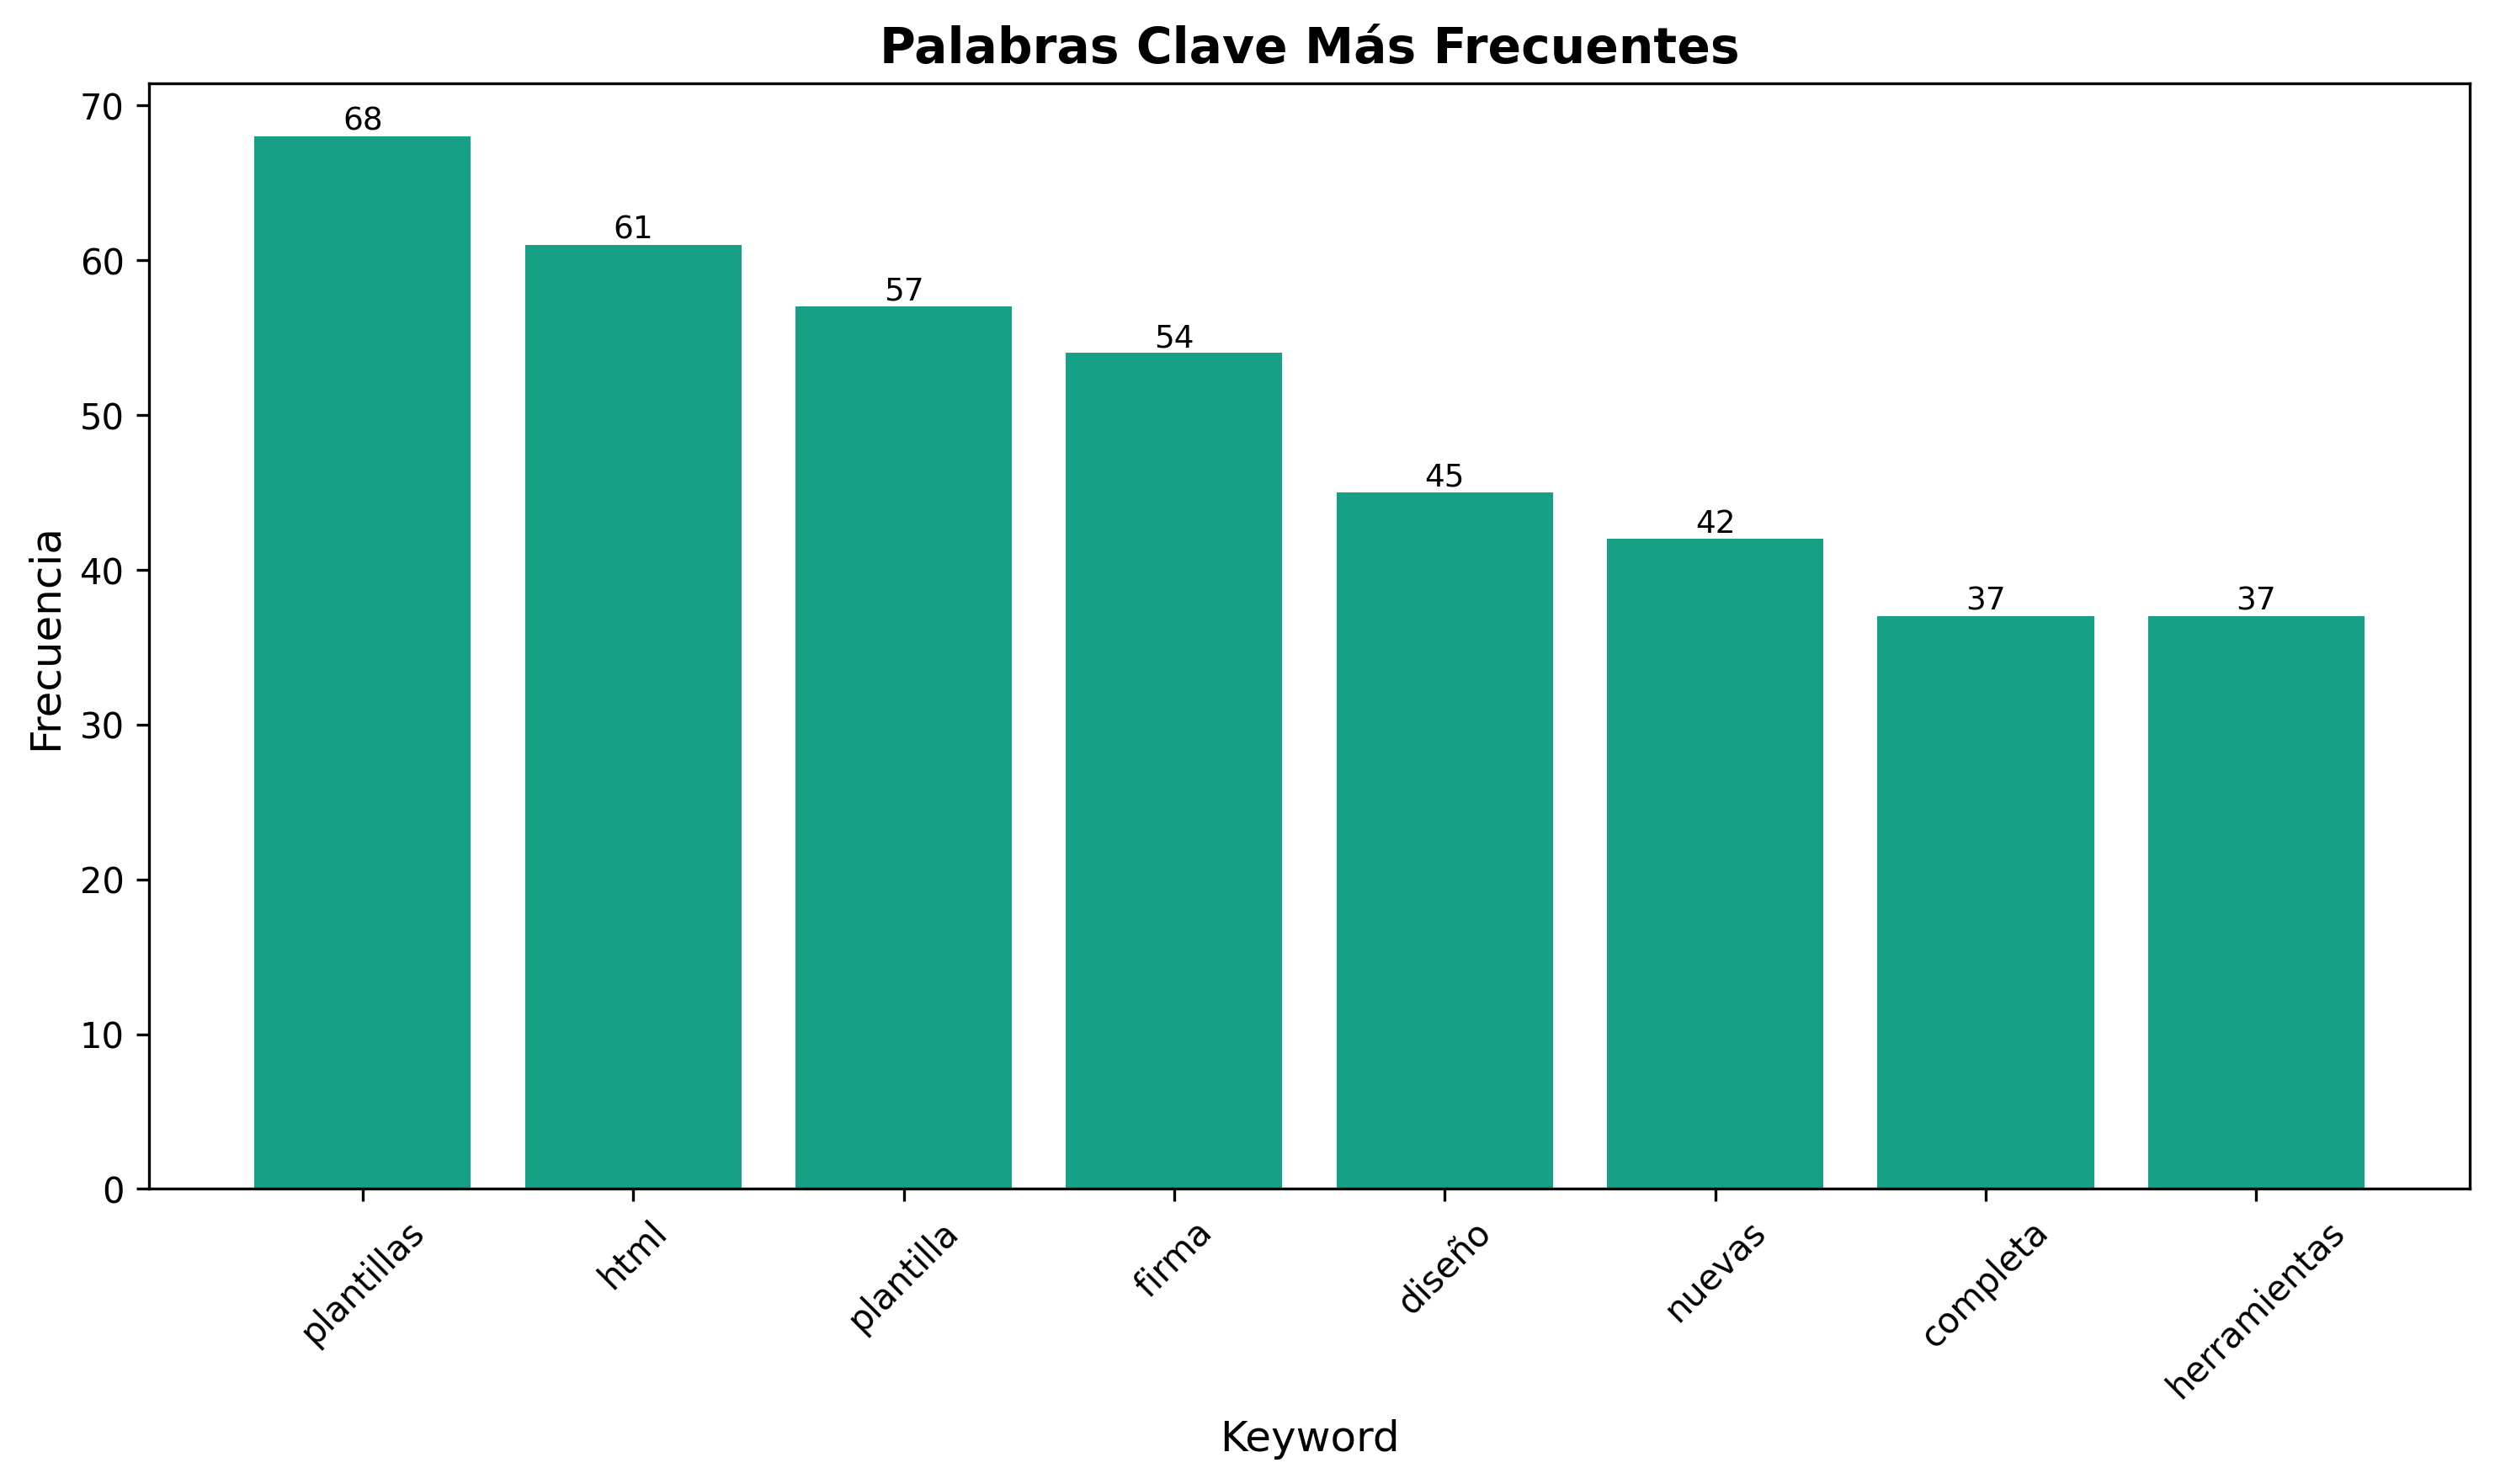 Palabras Clave Más Frecuentes
Frecuencia
70
60
50
40
30
20
10
0
68
61
57
54
45
42
37
37
plantillas
html
plantilla
firma
diseño
nuevas
completa
herramientas
Keyword